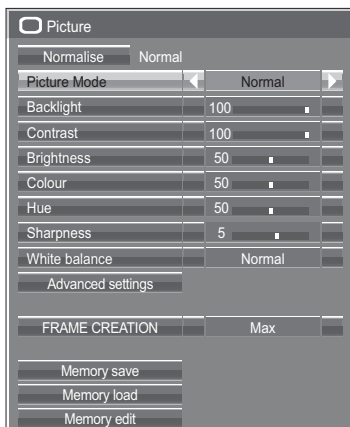 Picture
Normalise Normal
Picture Mode Normal
Backlight 100
Contrast 100
Brightness 50
Colour 50
Hue 50
Sharpness 5
White balance Normal
Advanced settings
FRAME CREATION Max
Memory save
Memory load
Memory edit